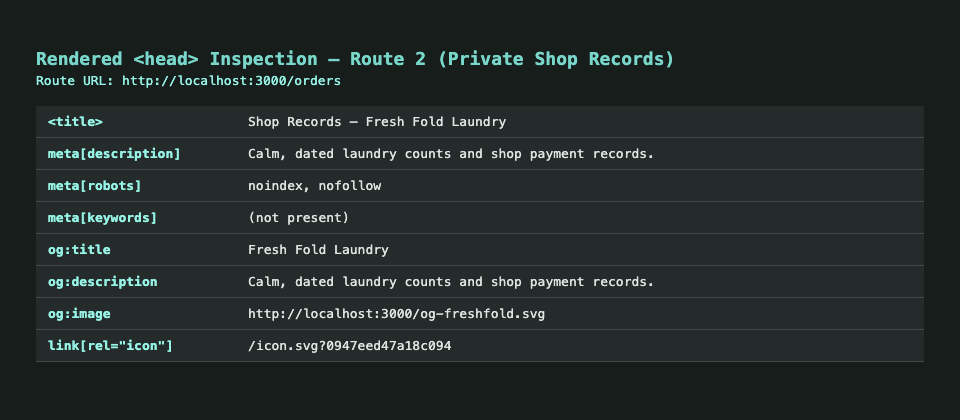 Rendered <head> Inspection — Route 2 (Private Shop Records)
Route URL: http://localhost:3000/orders
<title> Shop Records — Fresh Fold Laundry
meta[description] Calm, dated laundry counts and shop payment records.
meta[robots] noindex, nofollow
meta[keywords] (not present)
og:title Fresh Fold Laundry
og:description Calm, dated laundry counts and shop payment records.
og:image http://localhost:3000/og-freshfold.svg
link[rel="icon"] /icon.svg?0947eed47a18c094